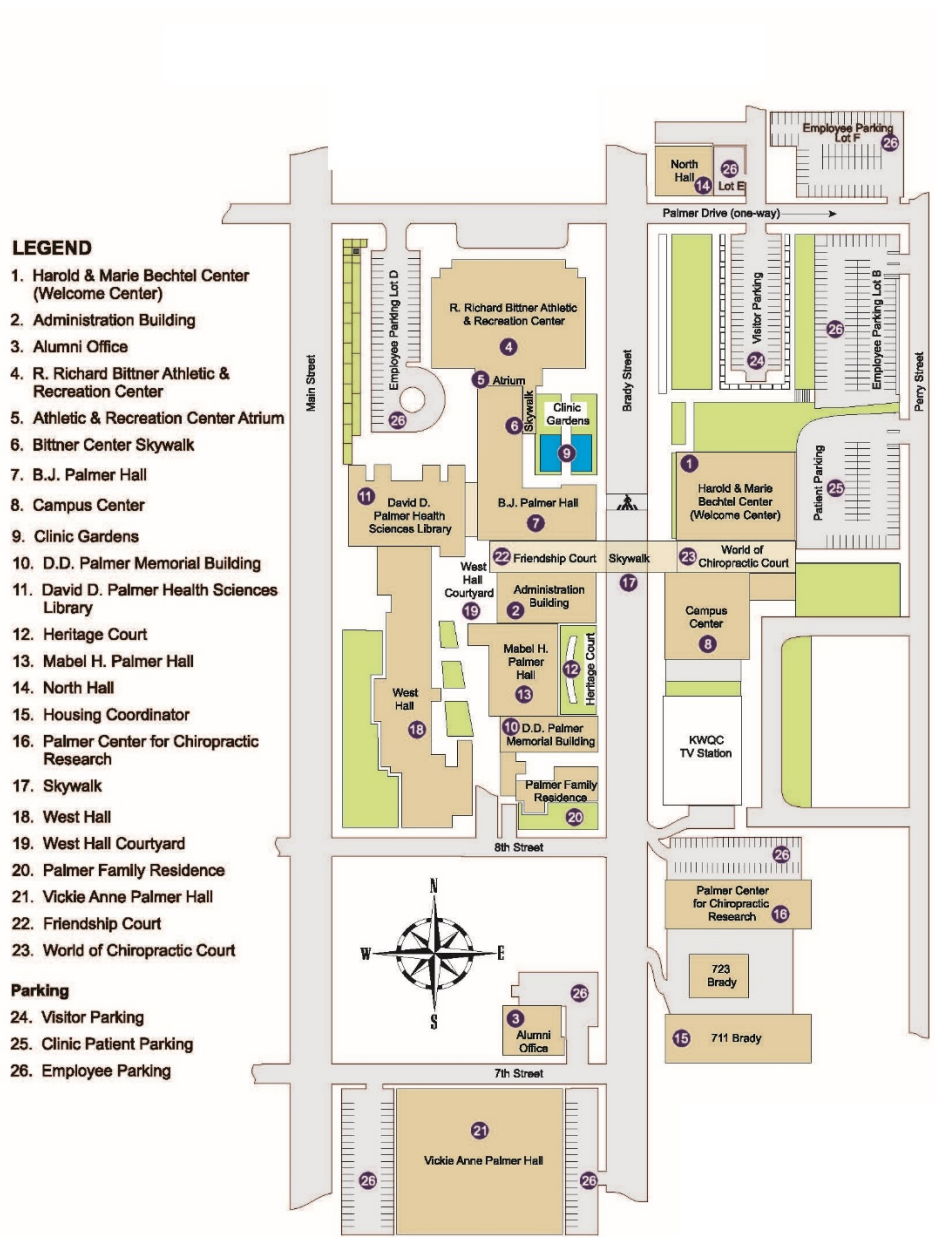 LEGEND
1. Harold & Marie Bechtel Center
(Welcome Center)
2. Administration Building
3. Alumni Office
4. R. Richard Bittner Athletic &
Recreation Center
5. Athletic & Recreation Center Atrium
6. Bittner Center Skywalk
7. B.J. Palmer Hall
8. Campus Center
9. Clinic Gardens
10. D.D. Palmer Memorial Building
11. David D. Palmer Health Sciences
Library
12. Heritage Court
13. Mabel H. Palmer Hall
14. North Hall
15. Housing Coordinator
16. Palmer Center for Chiropractic
Research
17. Skywalk
18. West Hall
19. West Hall Courtyard
20. Palmer Family Residence
21. Vickie Anne Palmer Hall
22. Friendship Court
23. World of Chiropractic Court
Parking
24. Visitor Parking
25. Clinic Patient Parking
26. Employee Parking
Employee Parking
Lot F
26
North
Hall
14
26
Lot E
Palmer Drive (one-way)
Main Street
Employee Parking Lot D
26
R. Richard Bittner Athletic
& Recreation Center
4
5 Atrium
Skywalk
6
Clinic
Gardens
9
Brady Street
Visitor Parking
24
26
Employee Parking Lot B
Perry Street
1
Harold & Marie
Bechtel Center
(Welcome Center)
Patient Parking
25
11
David D.
Palmer Health
Sciences Library
B.J. Palmer Hall
7
22 Friendship Court
Skywalk
17
23
World of
Chiropractic Court
West
Hall
Courtyard
19
Administration
Building
2
Campus
Center
8
Mabel H.
Palmer
Hall
13
12
Heritage Court
West
Hall
18
10 D.D. Palmer
Memorial Building
KWQC
TV Station
Palmer Family
Residence
20
8th Street
26
Palmer Center
for Chiropractic
Research
16
N
W
E
S
723
Brady
26
3
Alumni
Office
15
711 Brady
7th Street
21
Vickie Anne Palmer Hall
26
26